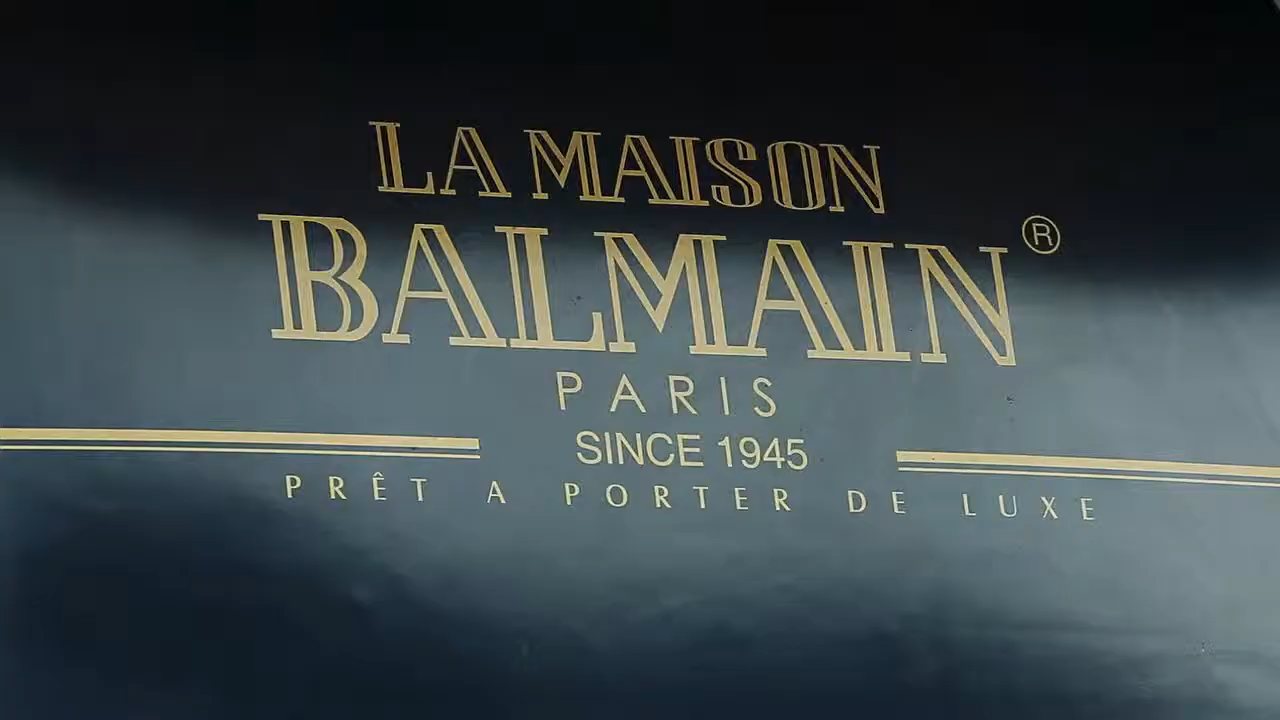 LA MAISON
BALMAIN®
PARIS
SINCE 1945
PRÊT A PORTER DE LUXE